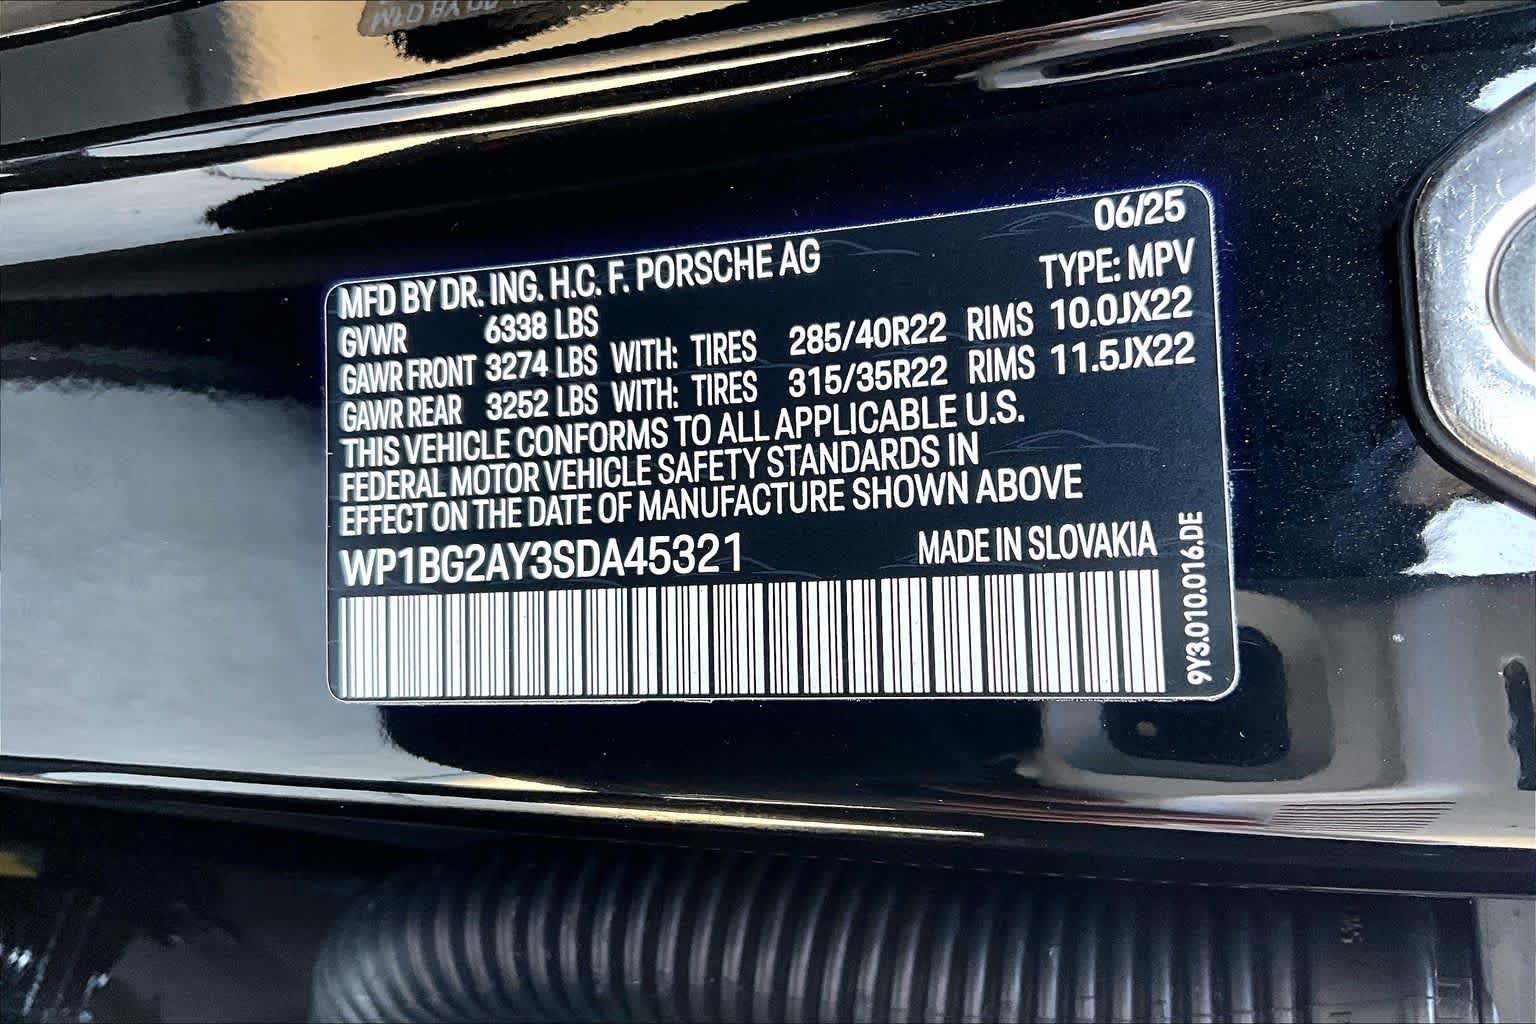 06/25
MFD BY DR. ING. H.C. F. PORSCHE AG TYPE: MPV
GVWR 6338 LBS
GAWR FRONT 3274 LBS WITH: TIRES 285/40R22 RIMS 10.0JX22
GAWR REAR 3252 LBS WITH: TIRES 315/35R22 RIMS 11.5JX22
THIS VEHICLE CONFORMS TO ALL APPLICABLE U.S.
FEDERAL MOTOR VEHICLE SAFETY STANDARDS IN
EFFECT ON THE DATE OF MANUFACTURE SHOWN ABOVE
WP1BG2AY3SDA45321 MADE IN SLOVAKIA
9Y3.010.016.DE